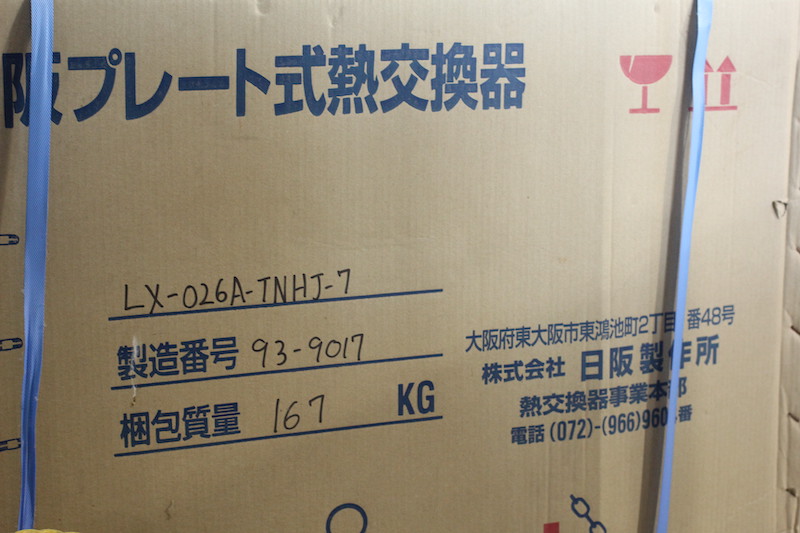 阪プレート式熱交換器
LX-026A-TNHJ-7
製造番号 93-9017
梱包質量 167 KG
大阪府東大阪市東鴻池町2丁目 番48号
株式会社 日阪製作所
熱交換器事業本部
電話(072)-(966)960 番